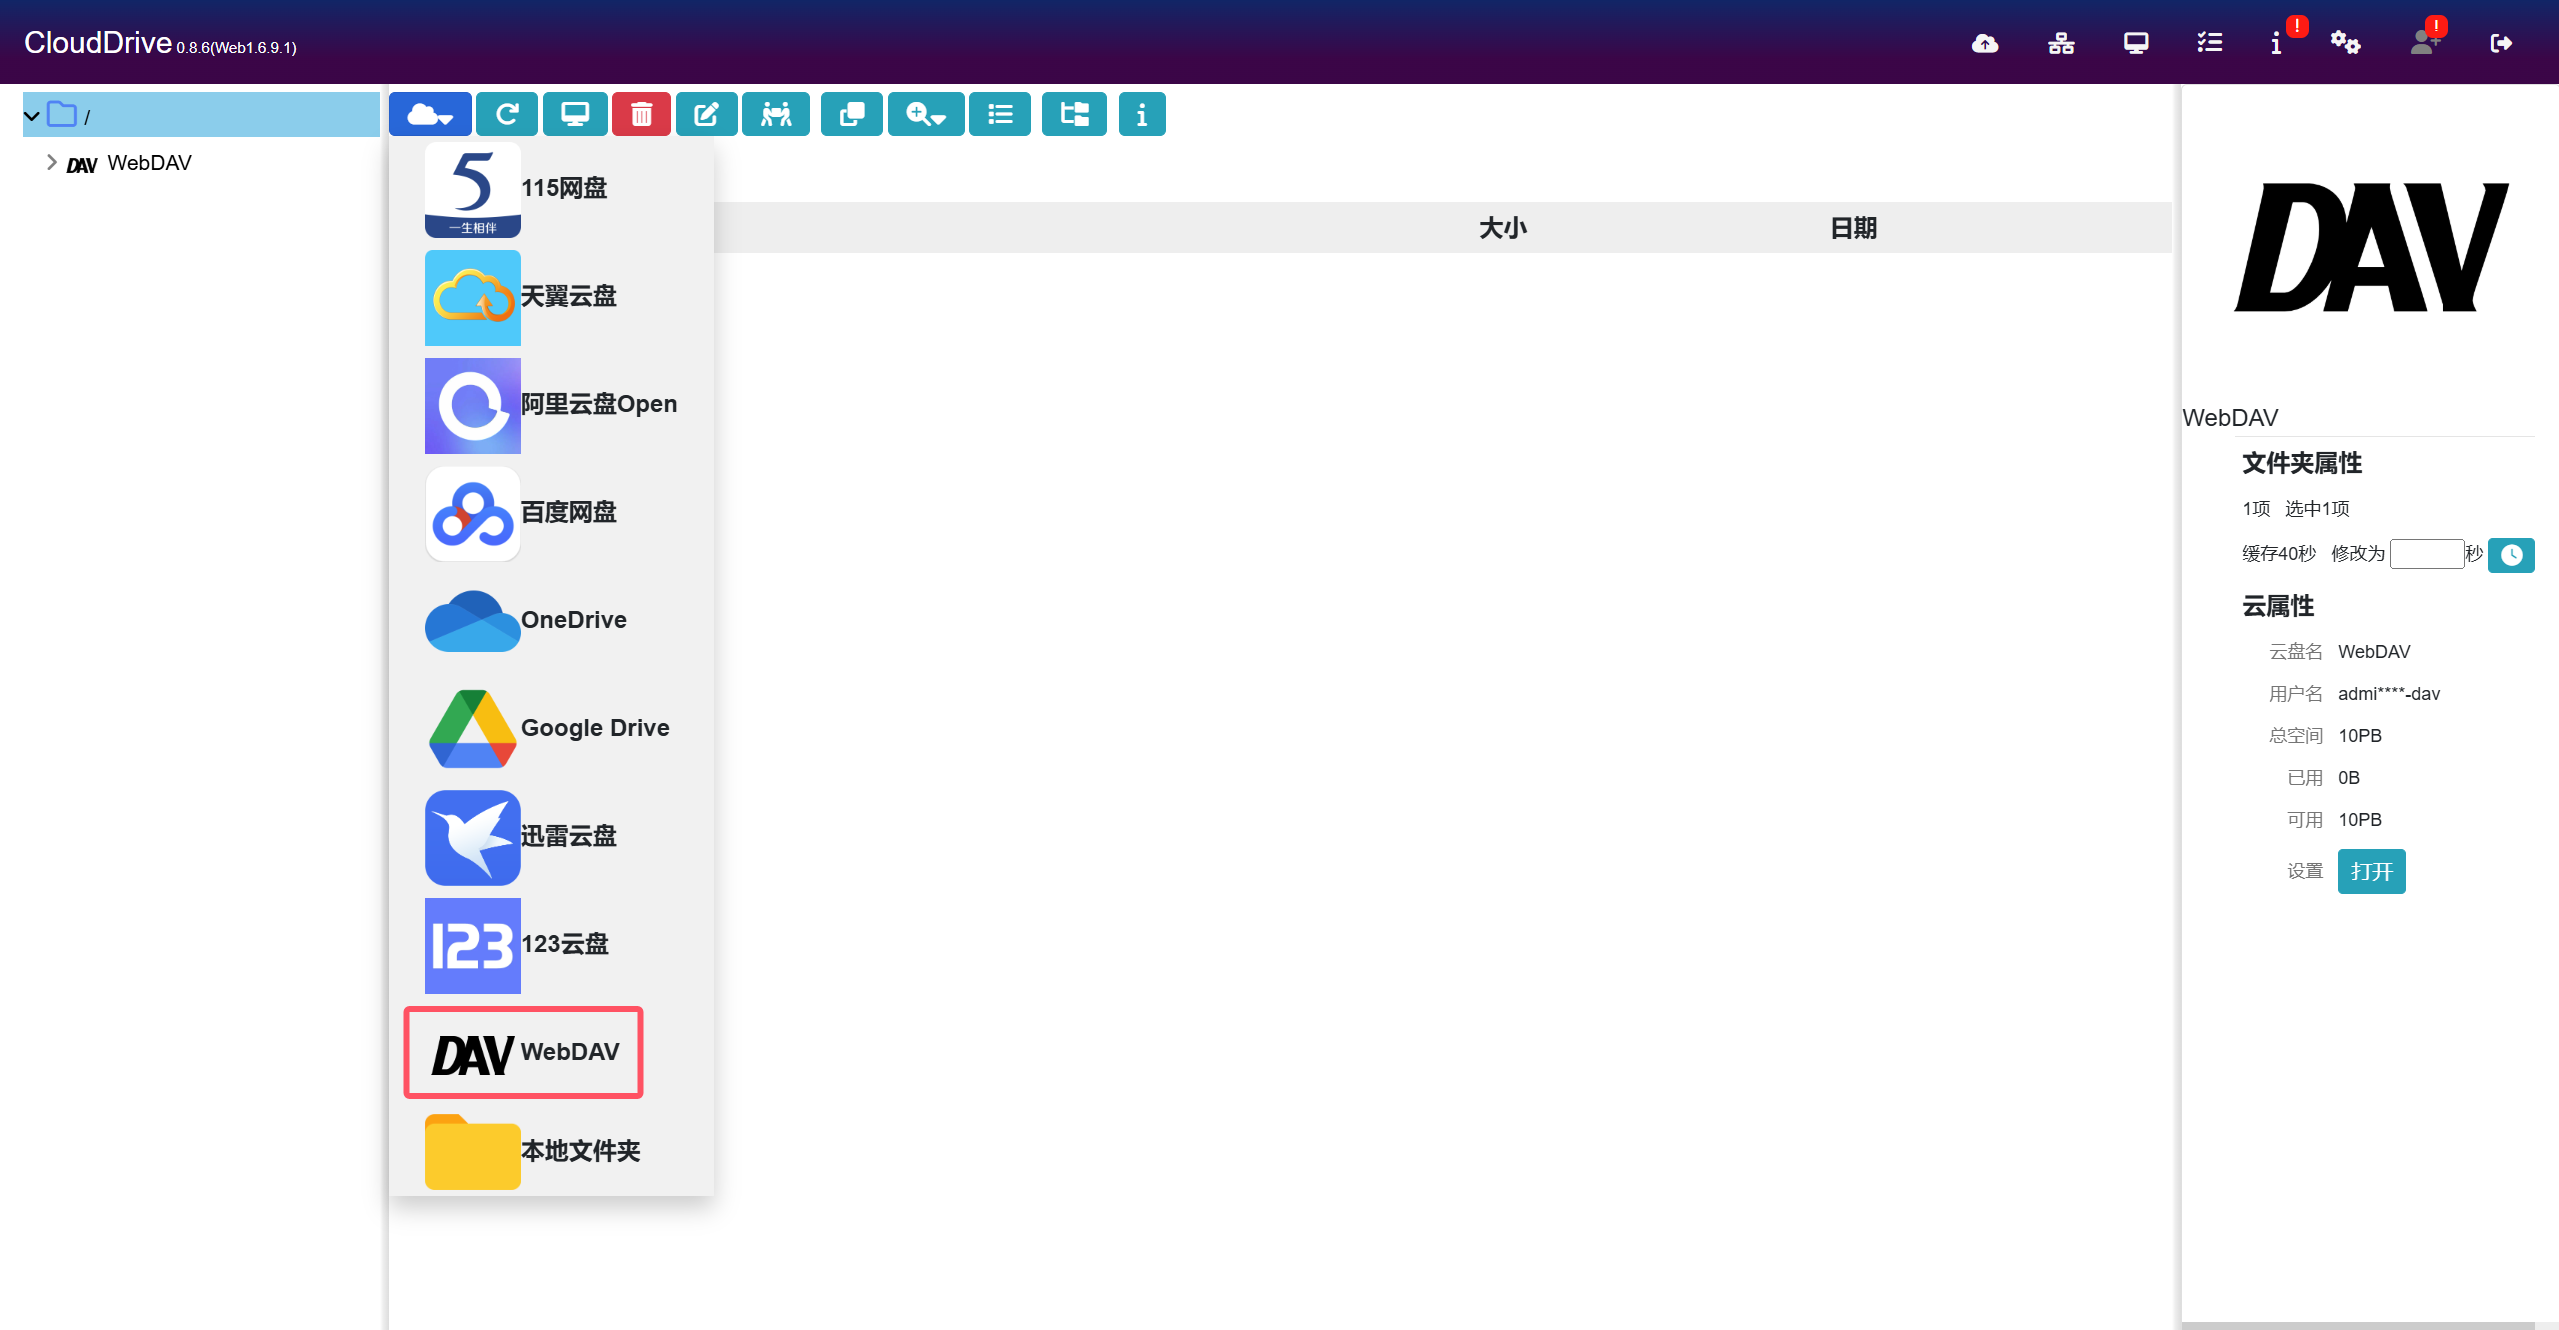 CloudDrive 0.8.6(Web1.6.9.1)
!
!
/
DAV WebDAV
5
一生相伴
115网盘
天翼云盘
阿里云盘Open
百度网盘
OneDrive
Google Drive
迅雷云盘
123
123云盘
DAV WebDAV
本地文件夹
大小 日期
DAV
WebDAV
文件夹属性
1项 选中1项
缓存40秒 修改为 秒
云属性
云盘名 WebDAV
用户名 admi****-dav
总空间 10PB
已用 0B
可用 10PB
设置 打开